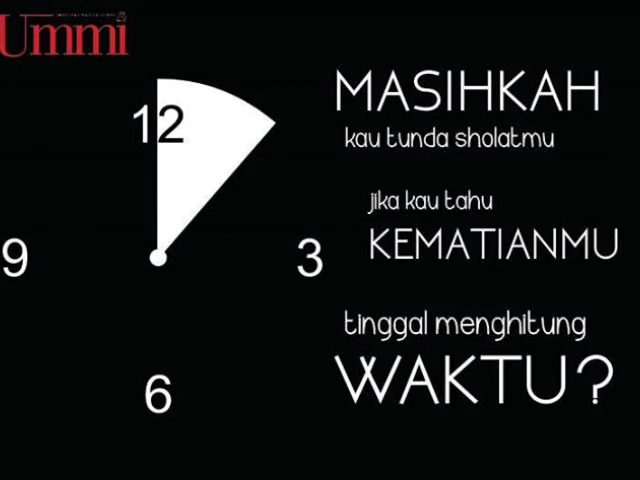 Ummi
12
9
3
6
MASIHKAH
kau tunda sholatmu
jika kau tahu
KEMATIANMU
tinggal menghitung
WAKTU?